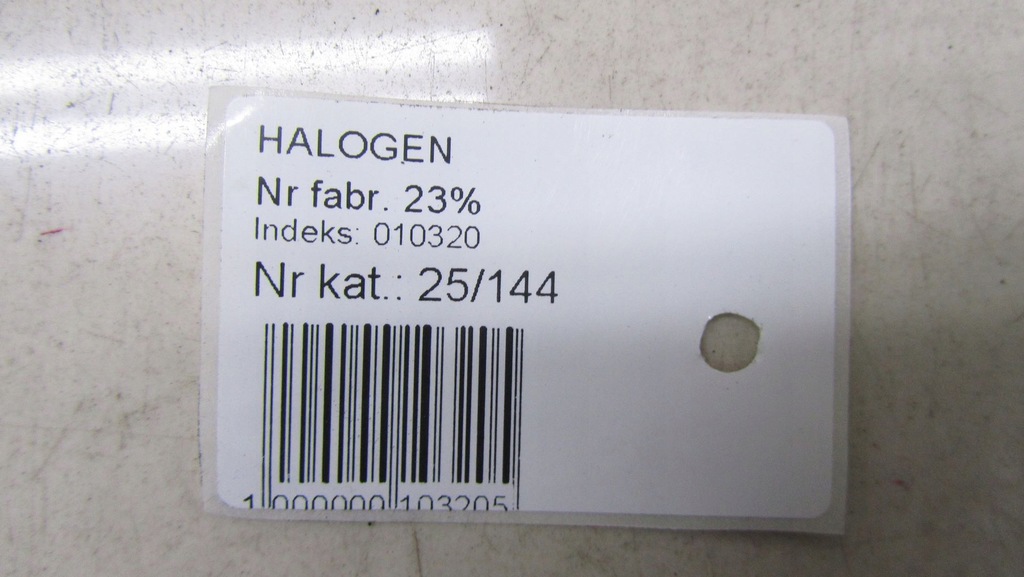 HALOGEN
Nr fabr. 23%
Indeks: 010320
Nr kat.: 25/144
1 000000 103205